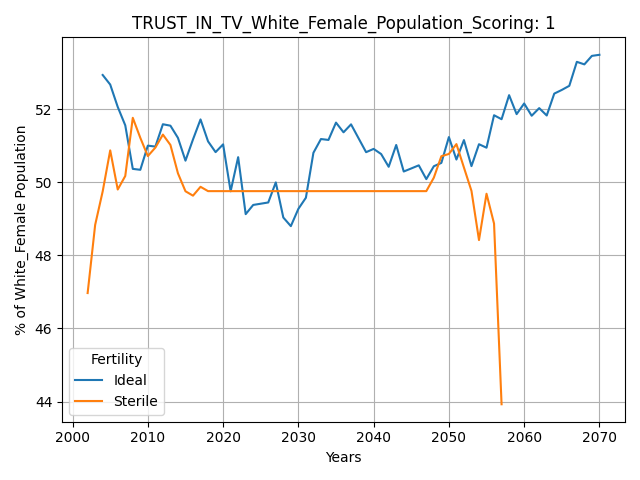 TRUST_IN_TV_White_Female_Population_Scoring: 1
% of White_Female Population
52
50
48
46
44
Fertility
Ideal
Sterile
2000 2010 2020 2030 2040 2050 2060 2070
Years